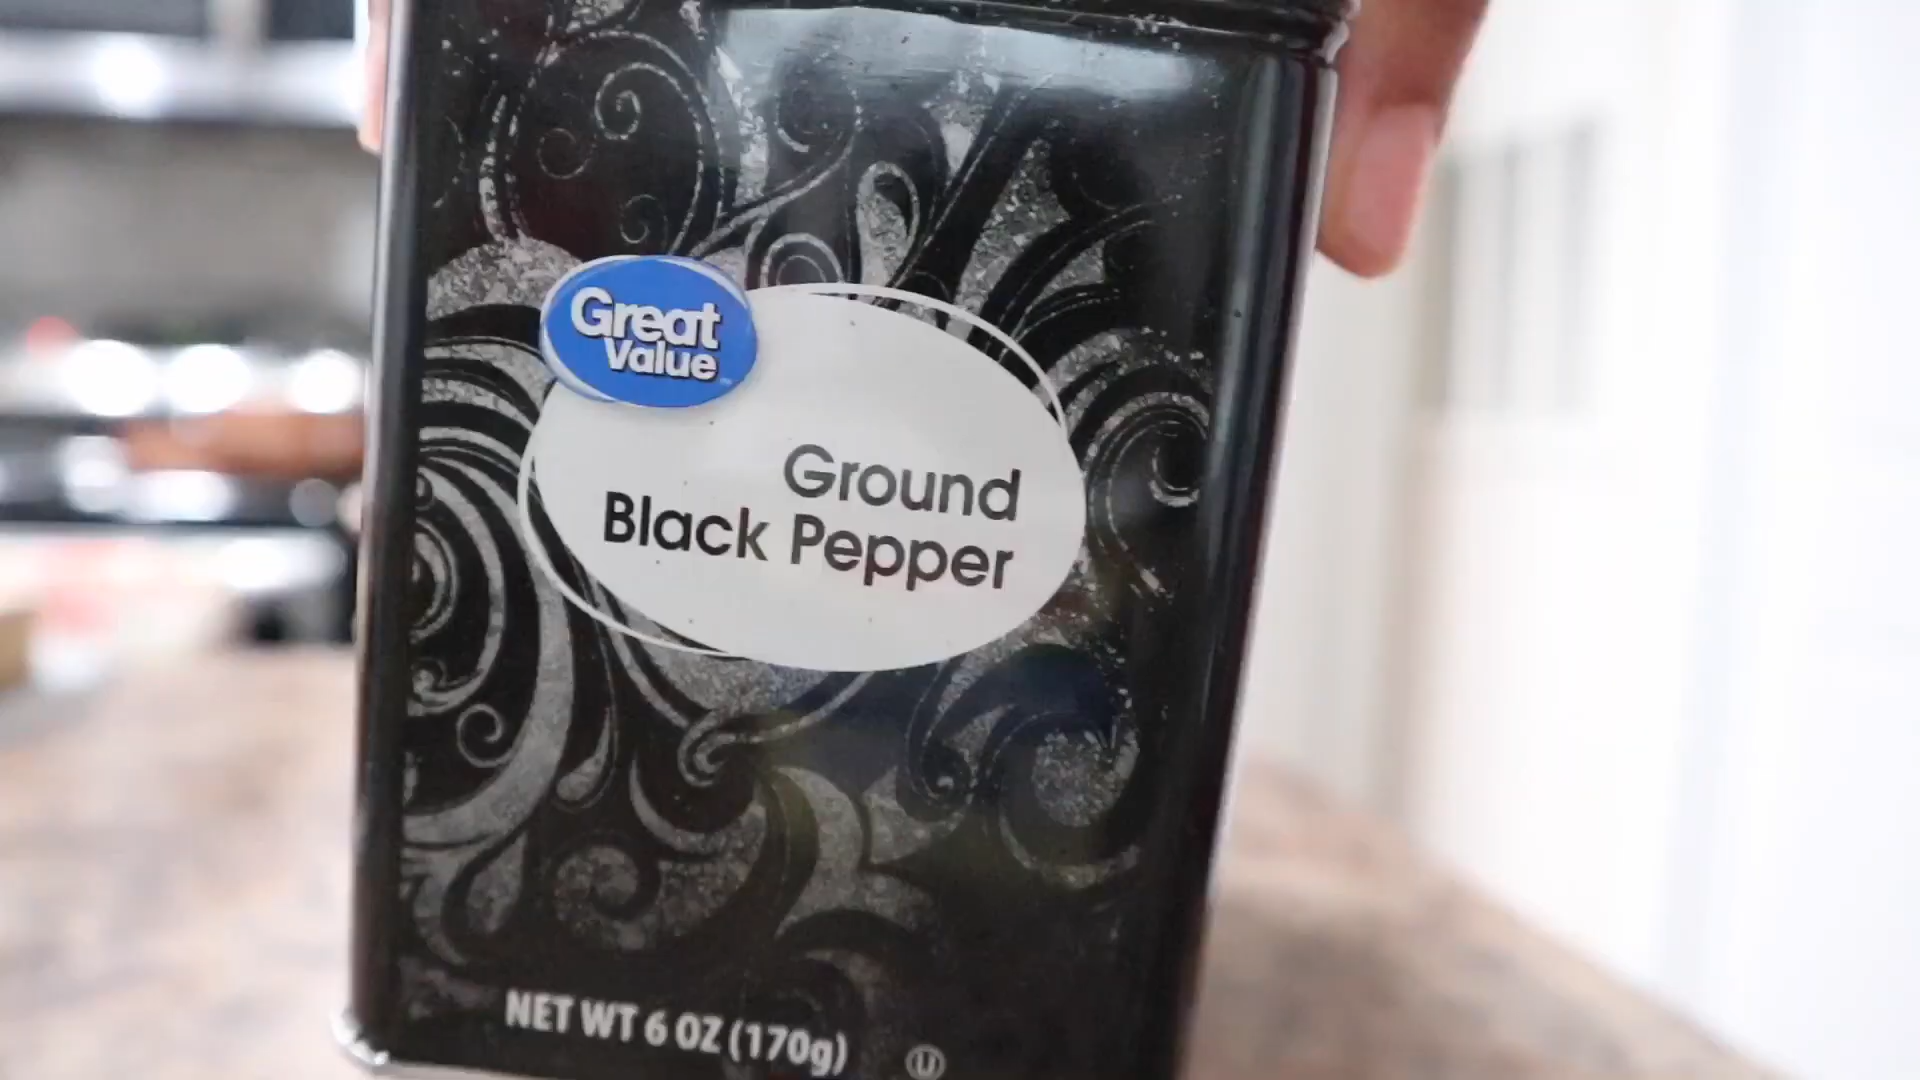 Great
Value
Ground
Black Pepper
NET WT 6 OZ (170g)
U